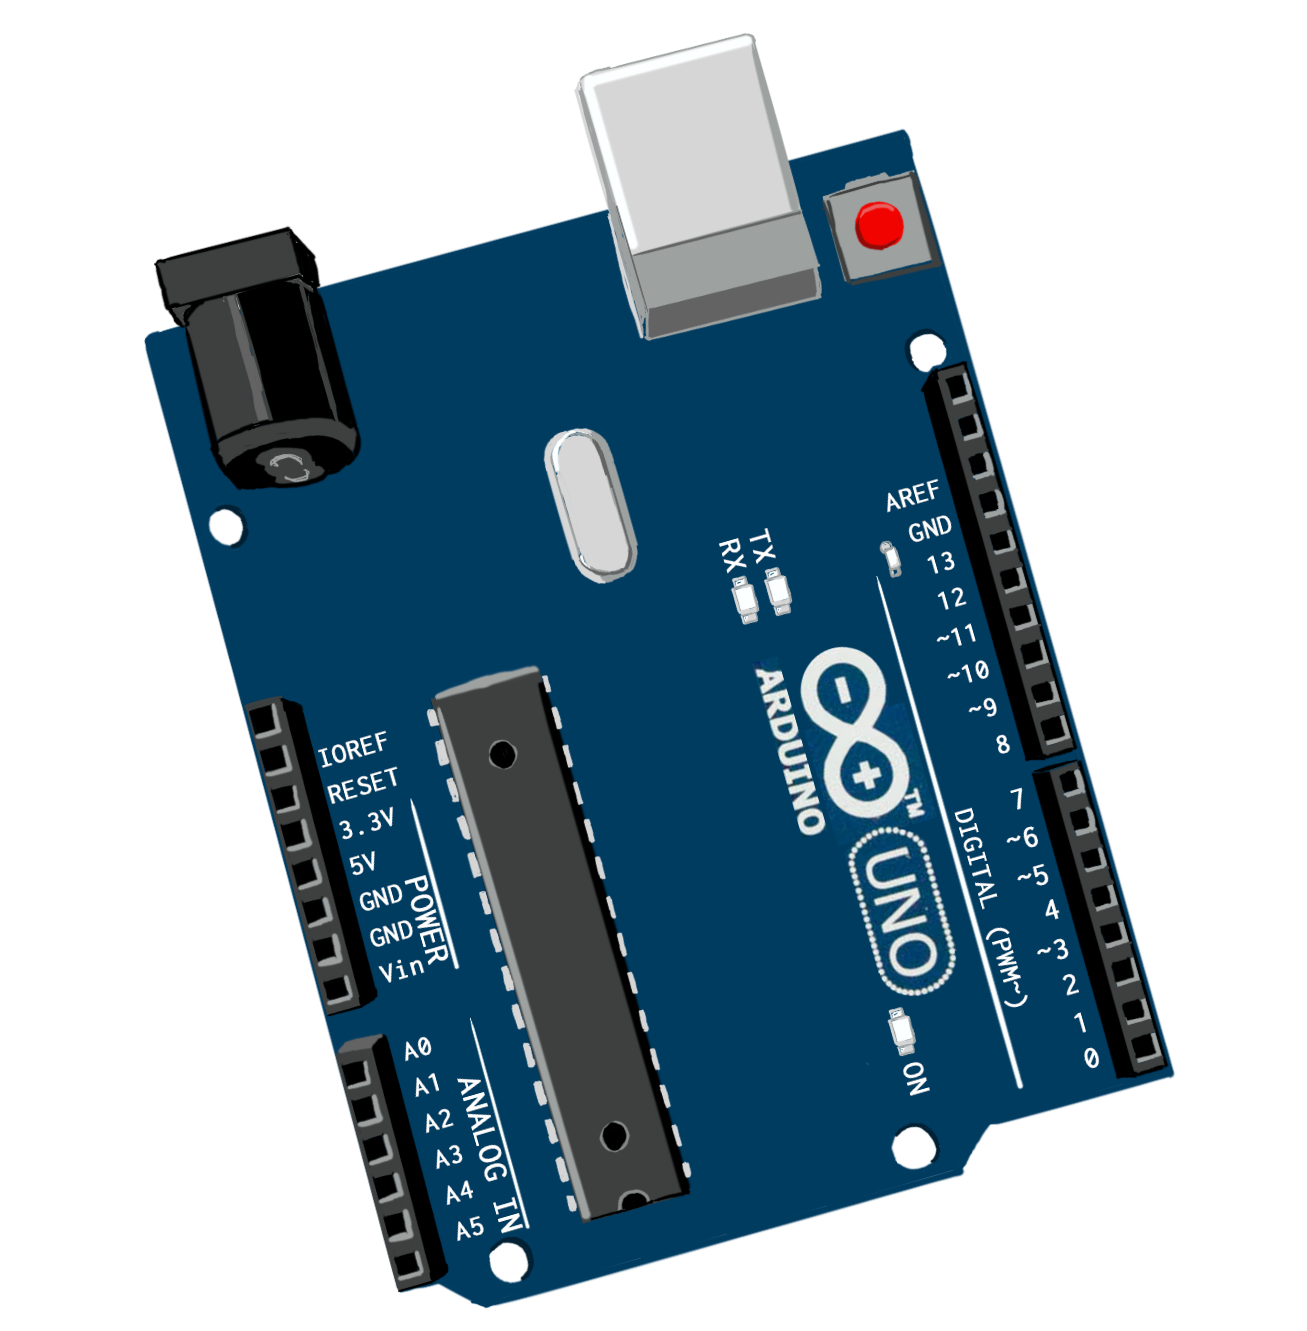 AREF
GND
13
12
~11
~10
~9
8
7
~6
~5
4
~3
2
1
0
DIGITAL (PWM~)
TX
RX
ARDUINO
TM
UNO
ON
IOREF
RESET
3.3V
5V
GND
GND
Vin
POWER
A0
A1
A2
A3
A4
A5
ANALOG IN